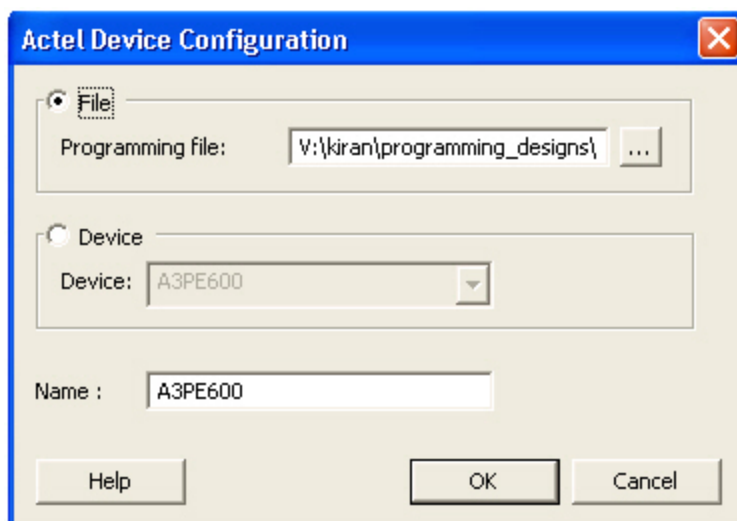 Actel Device Configuration
File
Programming file: V:\kiran\programming_designs\ ...
Device
Device: A3PE600
Name : A3PE600
Help OK Cancel